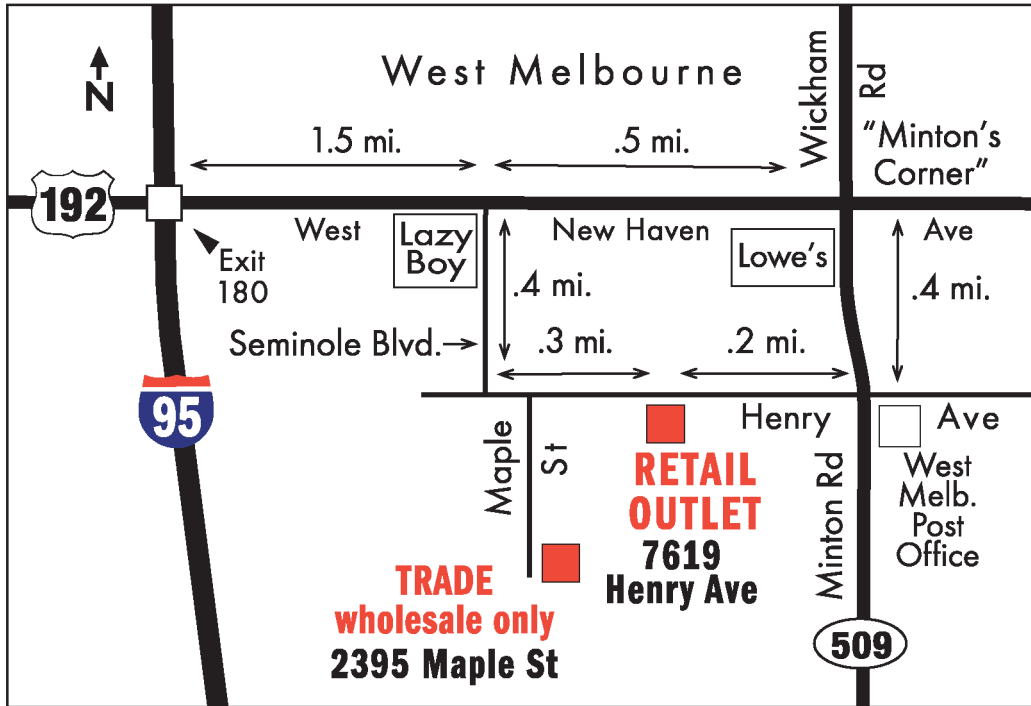 N
West Melbourne
Wickham Rd
1.5 mi.
.5 mi.
"Minton's
Corner"
192
West
New Haven
Ave
Exit
180
Lazy
Boy
Lowe's
.4 mi.
.4 mi.
Seminole Blvd.
.3 mi.
.2 mi.
95
Maple St
Henry
Ave
RETAIL
OUTLET
7619
Henry Ave
Minton Rd
West
Melb.
Post
Office
TRADE
wholesale only
2395 Maple St
509